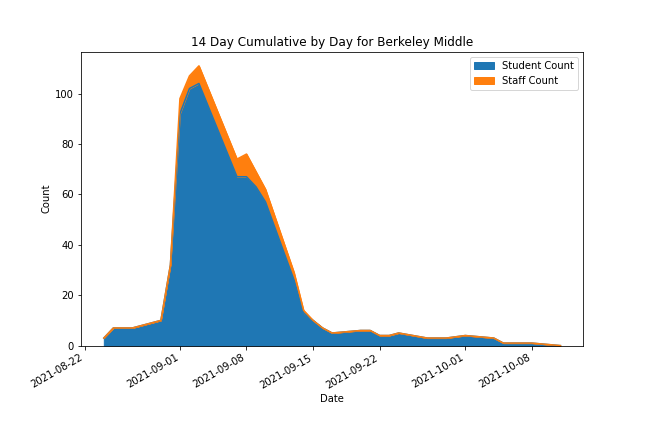 14 Day Cumulative by Day for Berkeley Middle
Student Count
Staff Count
100
80
60
40
20
0
Count
2021-08-22
2021-09-01
2021-09-08
2021-09-15
2021-09-22
2021-10-01
2021-10-08
Date